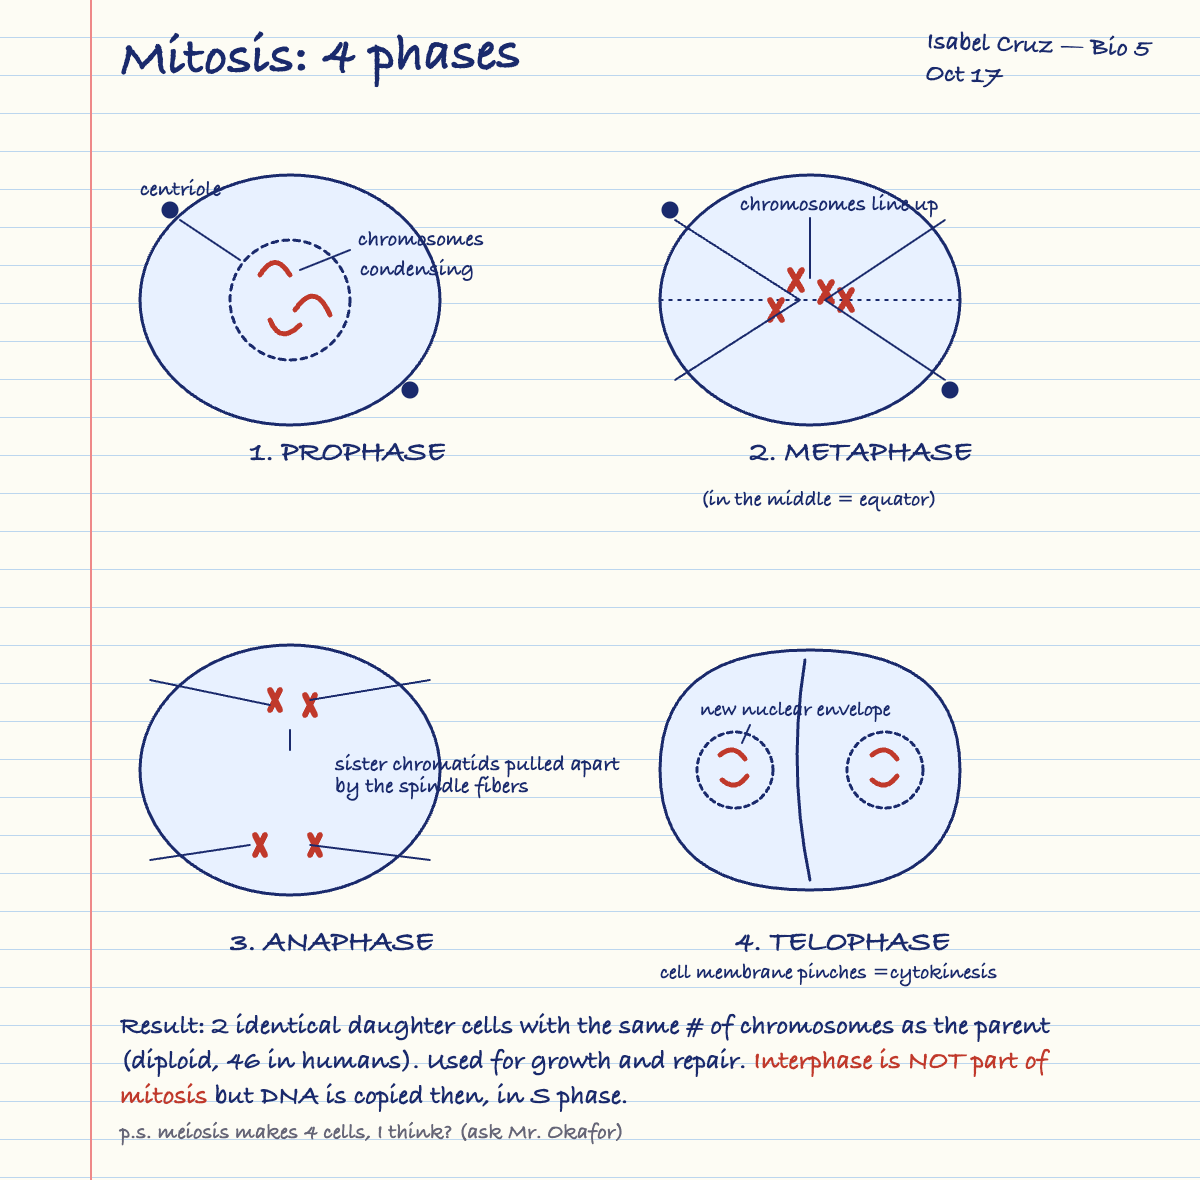 Mitosis: 4 phases
Isabel Cruz — Bio 5
Oct 17
centriole
chromosomes
condensing
1. PROPHASE
chromosomes line up
2. METAPHASE
(in the middle = equator)
sister chromatids pulled apart
by the spindle fibers
3. ANAPHASE
new nuclear envelope
4. TELOPHASE
cell membrane pinches =cytokinesis
Result: 2 identical daughter cells with the same # of chromosomes as the parent
(diploid, 46 in humans). Used for growth and repair. Interphase is NOT part of
mitosis but DNA is copied then, in S phase.
p.s. meiosis makes 4 cells, I think? (ask Mr. Okafor)